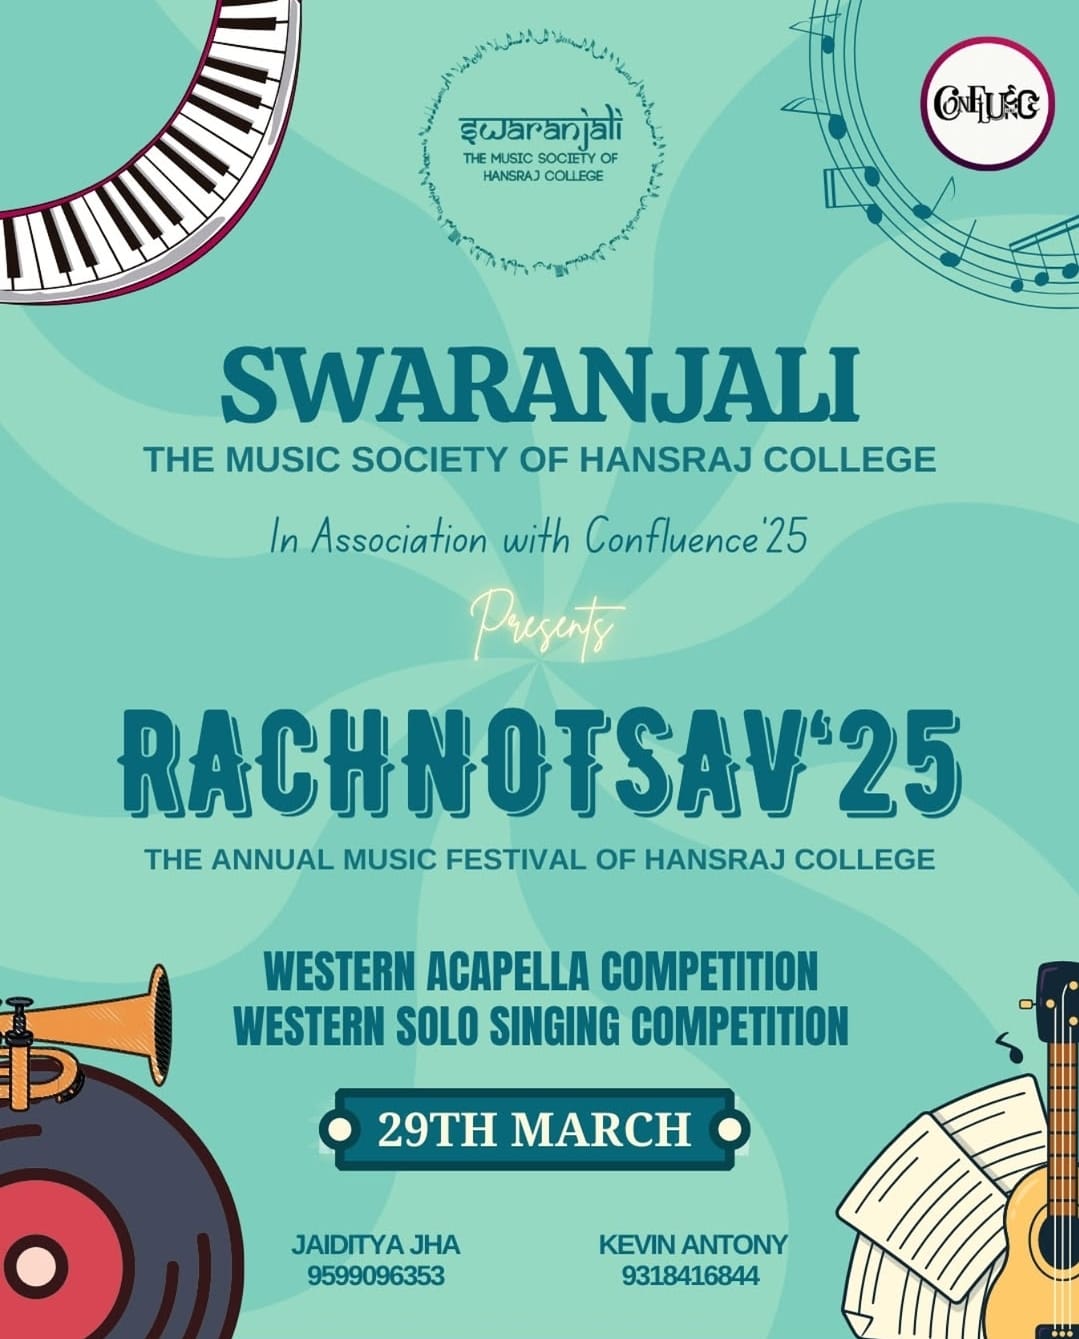 swaranjali
THE MUSIC SOCIETY OF
HANSRAJ COLLEGE
CONFLUENCE
SWARANJALI
THE MUSIC SOCIETY OF HANSRAJ COLLEGE
In Association with Confluence'25
Presents
RACHNOTSAV‘25
THE ANNUAL MUSIC FESTIVAL OF HANSRAJ COLLEGE
WESTERN ACAPELLA COMPETITION
WESTERN SOLO SINGING COMPETITION
29TH MARCH
JAIDITYA JHA
9599096353
KEVIN ANTONY
9318416844